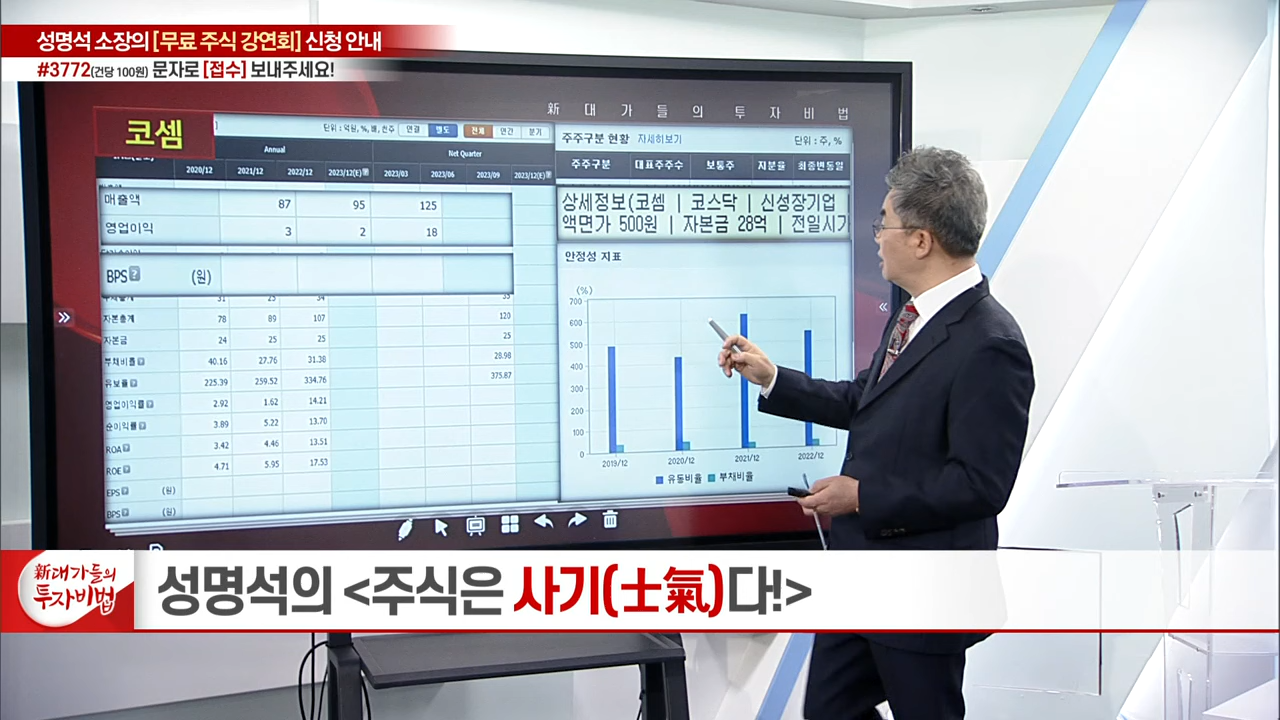 성명석 소장의 [무료 주식 강연회] 신청 안내
#3772(건당 100원) 문자로 [접수] 보내주세요!
新 대 가 들 의 투 자 비 법
코셈
단위 : 억원, %, 배, 천주 연결 별도 전체 연간 분기
Annual Net Quarter
2020/12 2021/12 2022/12 2023/12(E) 2023/03 2023/06 2023/09 2023/12(E)
매출액 87 95 125
영업이익 3 2 18
BPS (원)
부채총계 31 25 34 35
자본총계 78 89 107 120
자본금 24 25 25 25
부채비율 40.16 27.76 31.38 28.98
유보율 225.39 259.52 334.76 375.87
영업이익률 2.92 1.62 14.21
순이익률 3.89 5.22 13.70
ROA 3.42 4.46 13.51
ROE 4.71 5.95 17.53
EPS (원)
BPS (원)
주주구분 현황 자세히보기 단위 : 주, %
주주구분 대표주주수 보통주 지분율 최종변동일
상세정보(코셈 | 코스닥 | 신성장기업
액면가 500원 | 자본금 28억 | 전일시가
안정성 지표
(%)
700
600
500
400
300
200
100
0
2019/12 2020/12 2021/12 2022/12
유동비율 부채비율
新대가들의
투자비법
성명석의 <주식은 사기(士氣)다!>